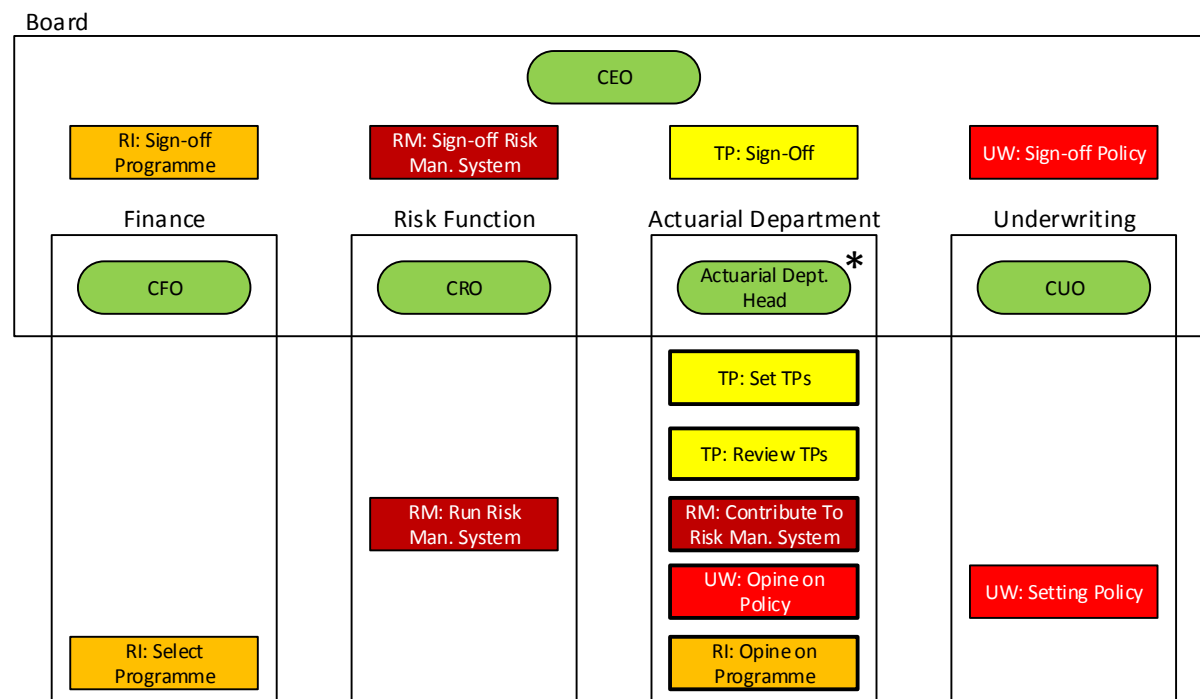 Board
CEO
RI: Sign-off
Programme
RM: Sign-off Risk
Man. System
TP: Sign-Off
UW: Sign-off Policy
Finance
Risk Function
Actuarial Department
Underwriting
CFO
CRO
Actuarial Dept.
Head
*
CUO
TP: Set TPs
TP: Review TPs
RM: Run Risk
Man. System
RM: Contribute To
Risk Man. System
UW: Opine on
Policy
UW: Setting Policy
RI: Select
Programme
RI: Opine on
Programme